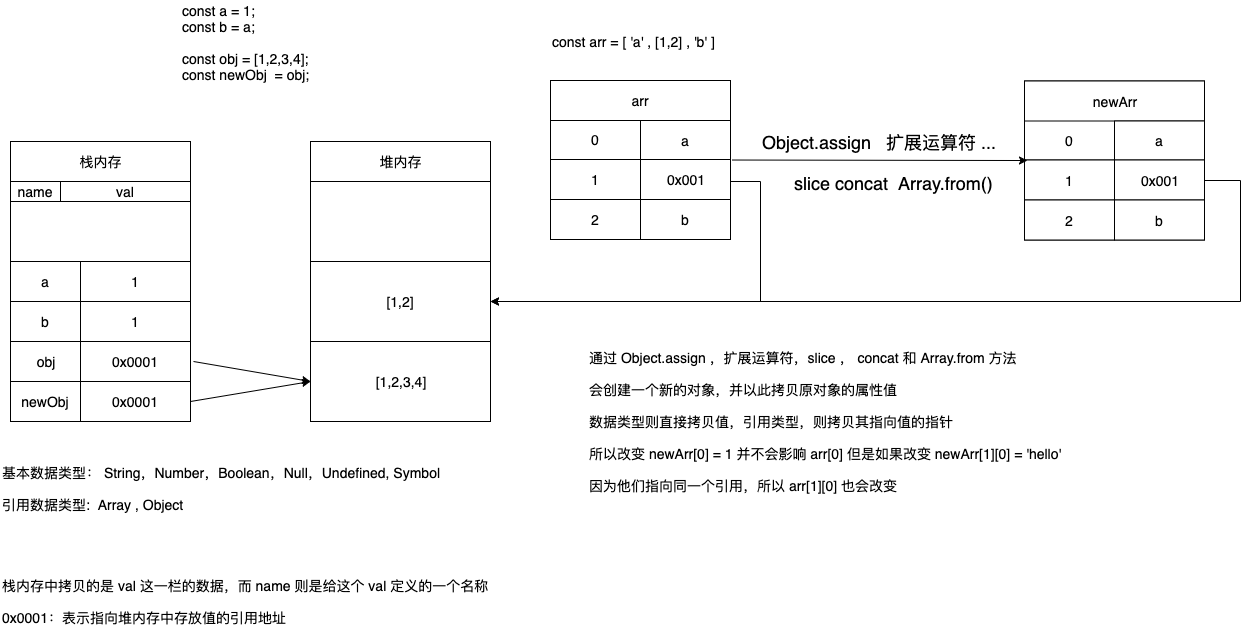 const a = 1;
const b = a;
const obj = [1,2,3,4];
const newObj  = obj;
栈内存
name val
a 1
b 1
obj 0x0001
newObj 0x0001
堆内存
[1,2]
[1,2,3,4]
基本数据类型： String，Number，Boolean，Null，Undefined, Symbol
引用数据类型：Array , Object
栈内存中拷贝的是 val 这一栏的数据，而 name 则是给这个 val 定义的一个名称
0x0001：表示指向堆内存中存放值的引用地址
const arr = [ 'a' , [1,2] , 'b' ]
arr
0 a
1 0x001
2 b
Object.assign 扩展运算符 ...
slice concat Array.from()
newArr
0 a
1 0x001
2 b
通过 Object.assign ，扩展运算符，slice ， concat 和 Array.from 方法
会创建一个新的对象，并以此拷贝原对象的属性值
数据类型则直接拷贝值，引用类型，则拷贝其指向值的指针
所以改变 newArr[0] = 1 并不会影响 arr[0] 但是如果改变 newArr[1][0] = 'hello'
因为他们指向同一个引用，所以 arr[1][0] 也会改变